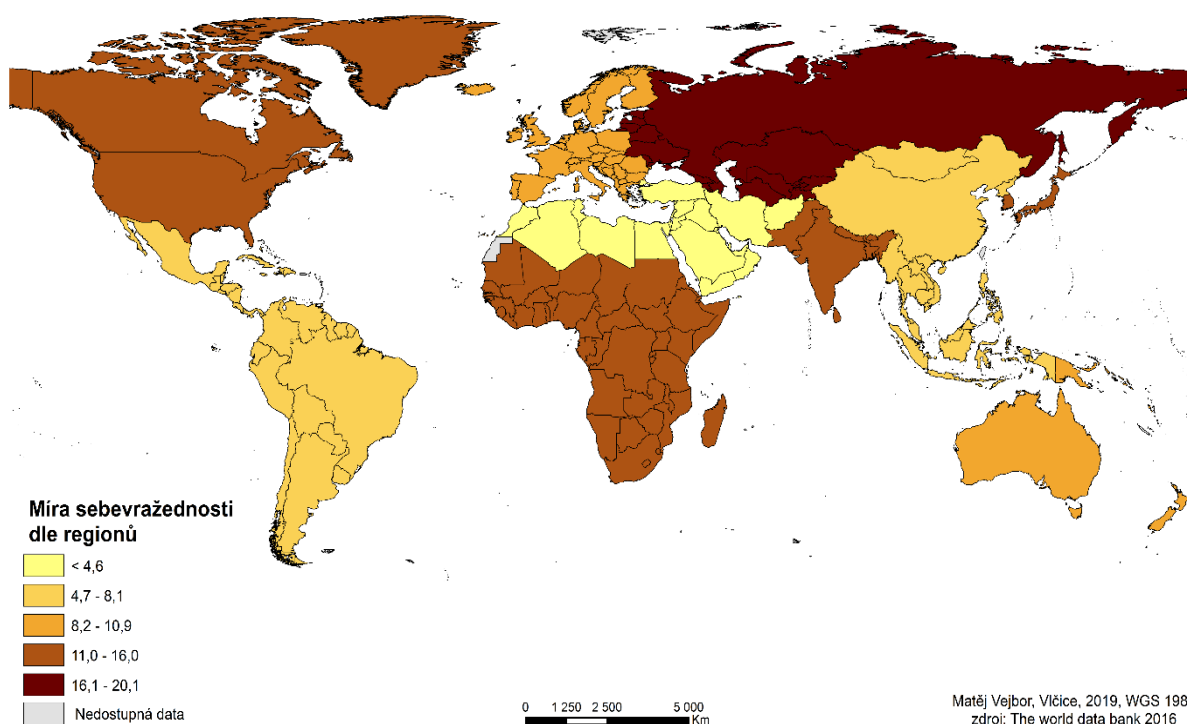 Míra sebevražednosti
dle regionů
< 4,6
4,7 - 8,1
8,2 - 10,9
11,0 - 16,0
16,1 - 20,1
Nedostupná data
0 1 250 2 500 5 000
Km
Matěj Vejbor, Vlčice, 2019, WGS 198
zdroj: The world data bank 2016